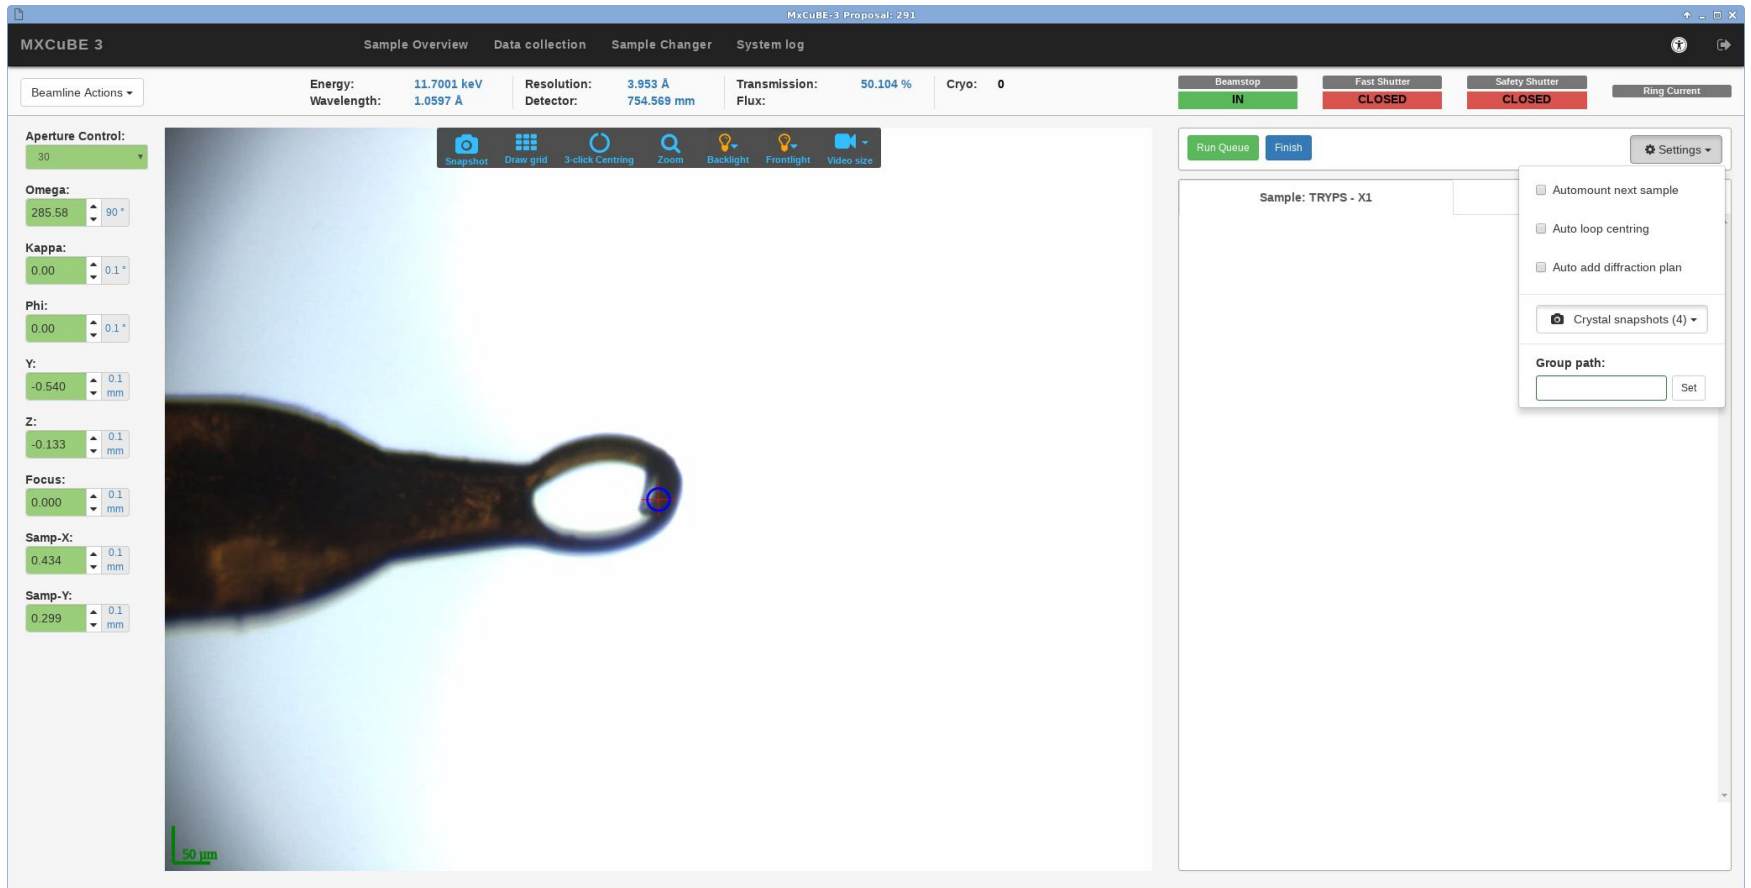 MxCuBE-3 Proposal: 291
MXCuBE 3
Sample Overview
Data collection
Sample Changer
System log
Beamline Actions
Energy: 11.7001 keV
Wavelength: 1.0597 Å
Resolution: 3.953 Å
Detector: 754.569 mm
Transmission: 50.104 %
Flux:
Cryo: 0
Beamstop
IN
Fast Shutter
CLOSED
Safety Shutter
CLOSED
Ring Current
Aperture Control:
30
Omega:
285.58 90 °
Kappa:
0.00 0.1 °
Phi:
0.00 0.1 °
Y:
-0.540 0.1 mm
Z:
-0.133 0.1 mm
Focus:
0.000 0.1 mm
Samp-X:
0.434 0.1 mm
Samp-Y:
0.299 0.1 mm
Snapshot
Draw grid
3-click Centring
Zoom
Backlight
Frontlight
Video size
50 µm
Run Queue
Finish
Settings
Sample: TRYPS - X1
Automount next sample
Auto loop centring
Auto add diffraction plan
Crystal snapshots (4)
Group path:
Set